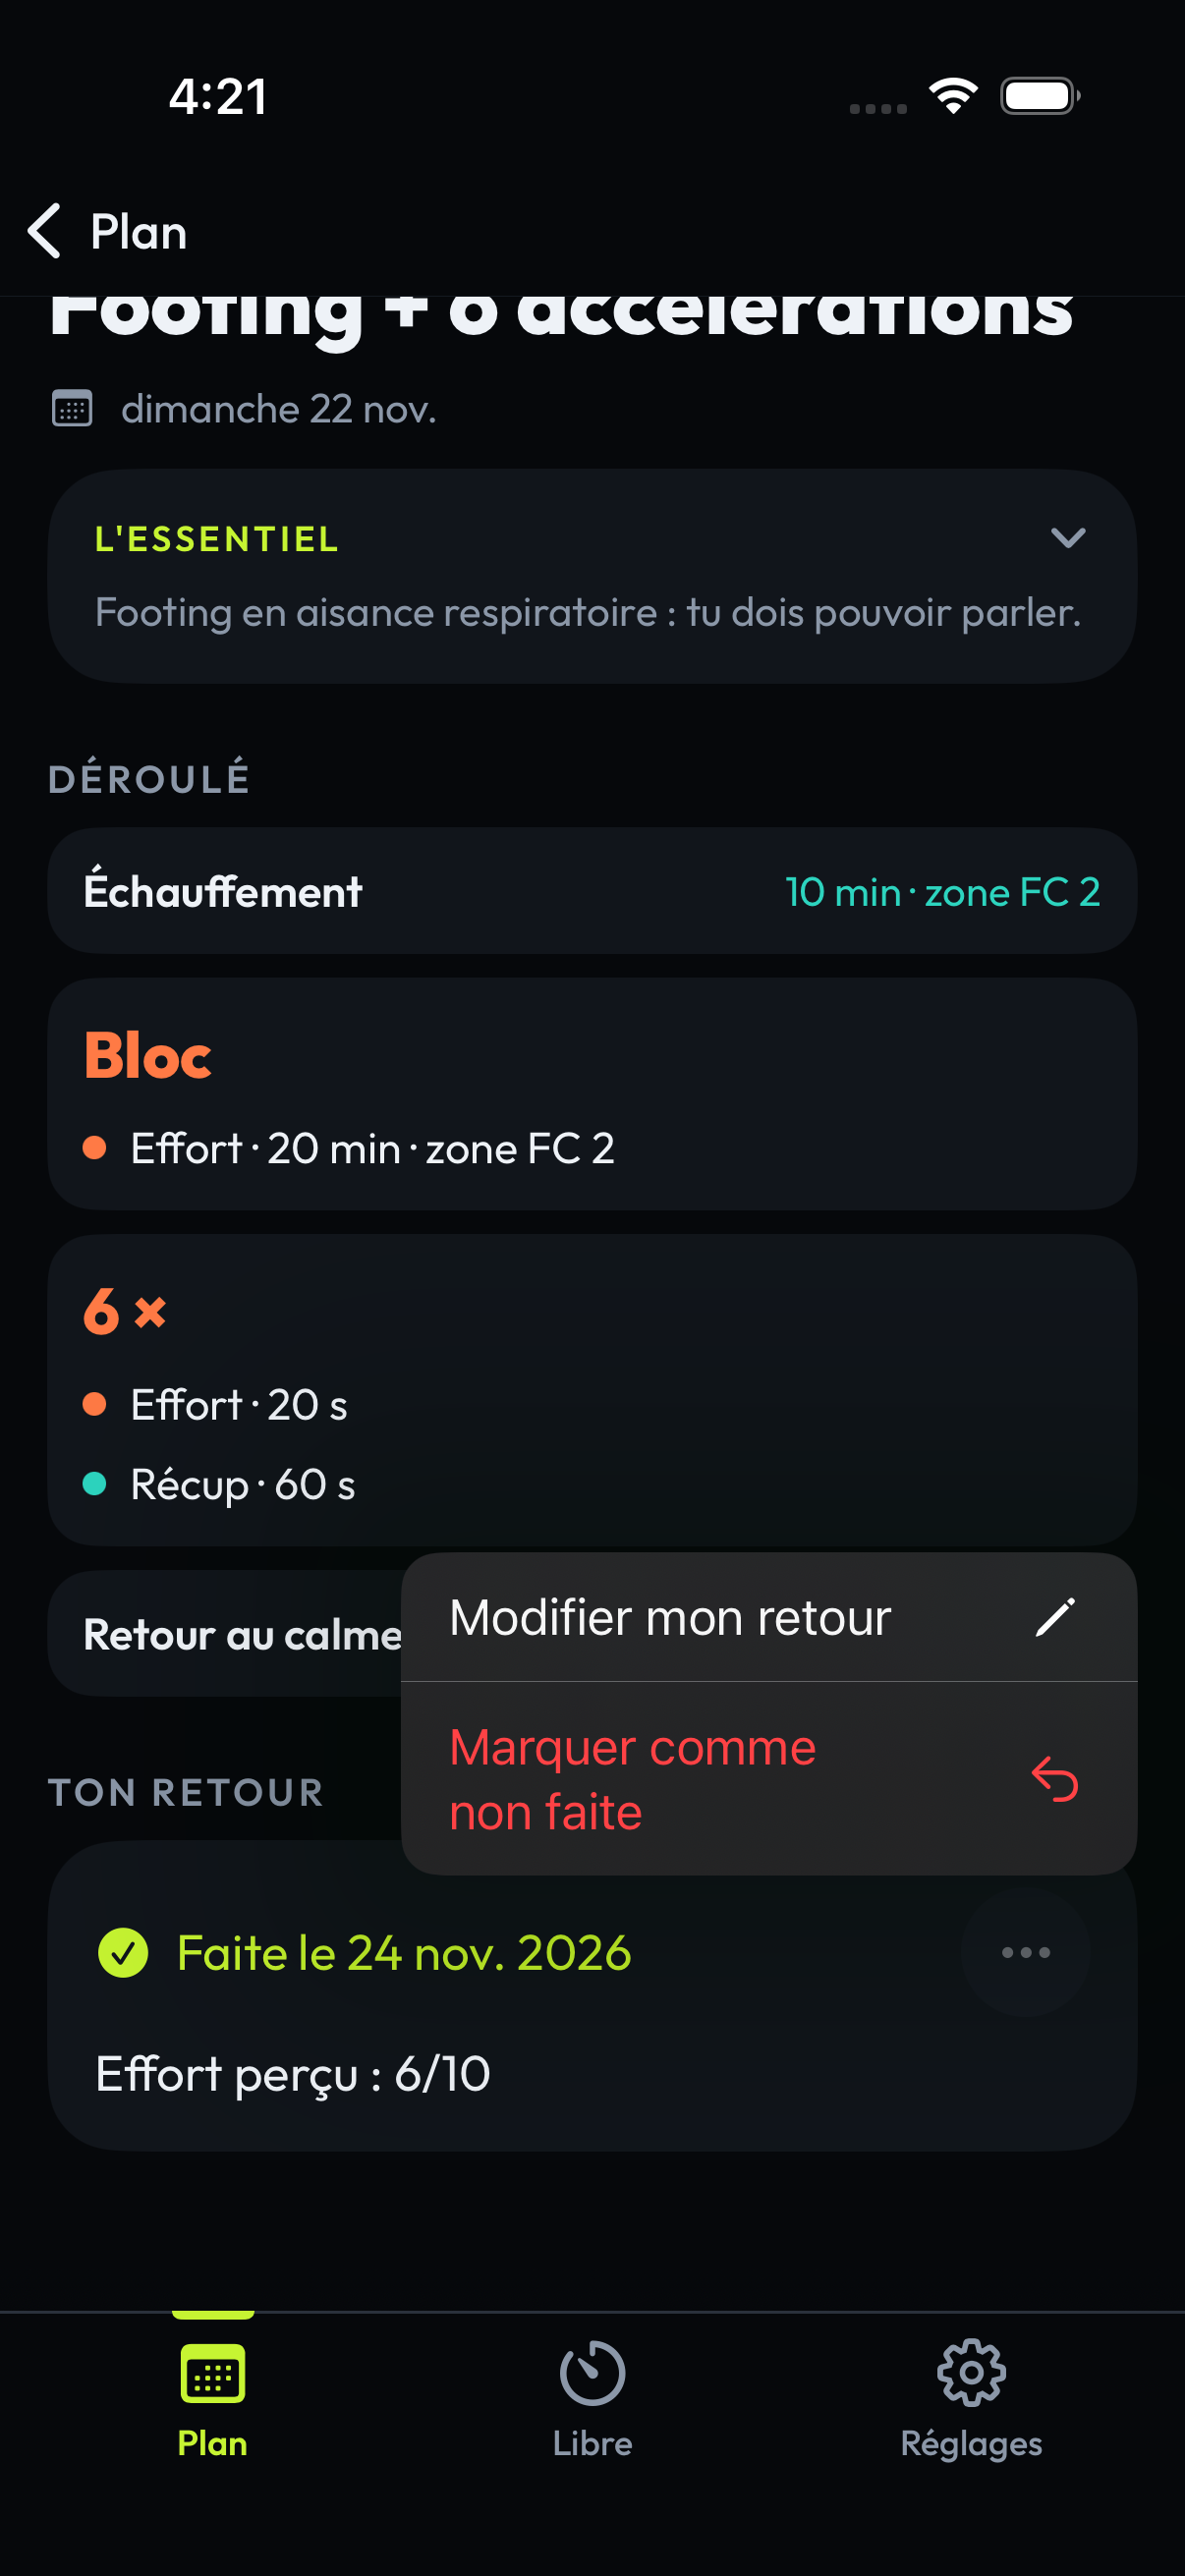 4:21
Plan
Footing + 6 accélérations
dimanche 22 nov.
L'ESSENTIEL
Footing en aisance respiratoire : tu dois pouvoir parler.
DÉROULÉ
Échauffement
10 min · zone FC 2
Bloc
Effort · 20 min · zone FC 2
6 ×
Effort · 20 s
Récup · 60 s
Retour au calme
Modifier mon retour
Marquer comme
non faite
TON RETOUR
Faite le 24 nov. 2026
Effort perçu : 6/10
Plan
Libre
Réglages